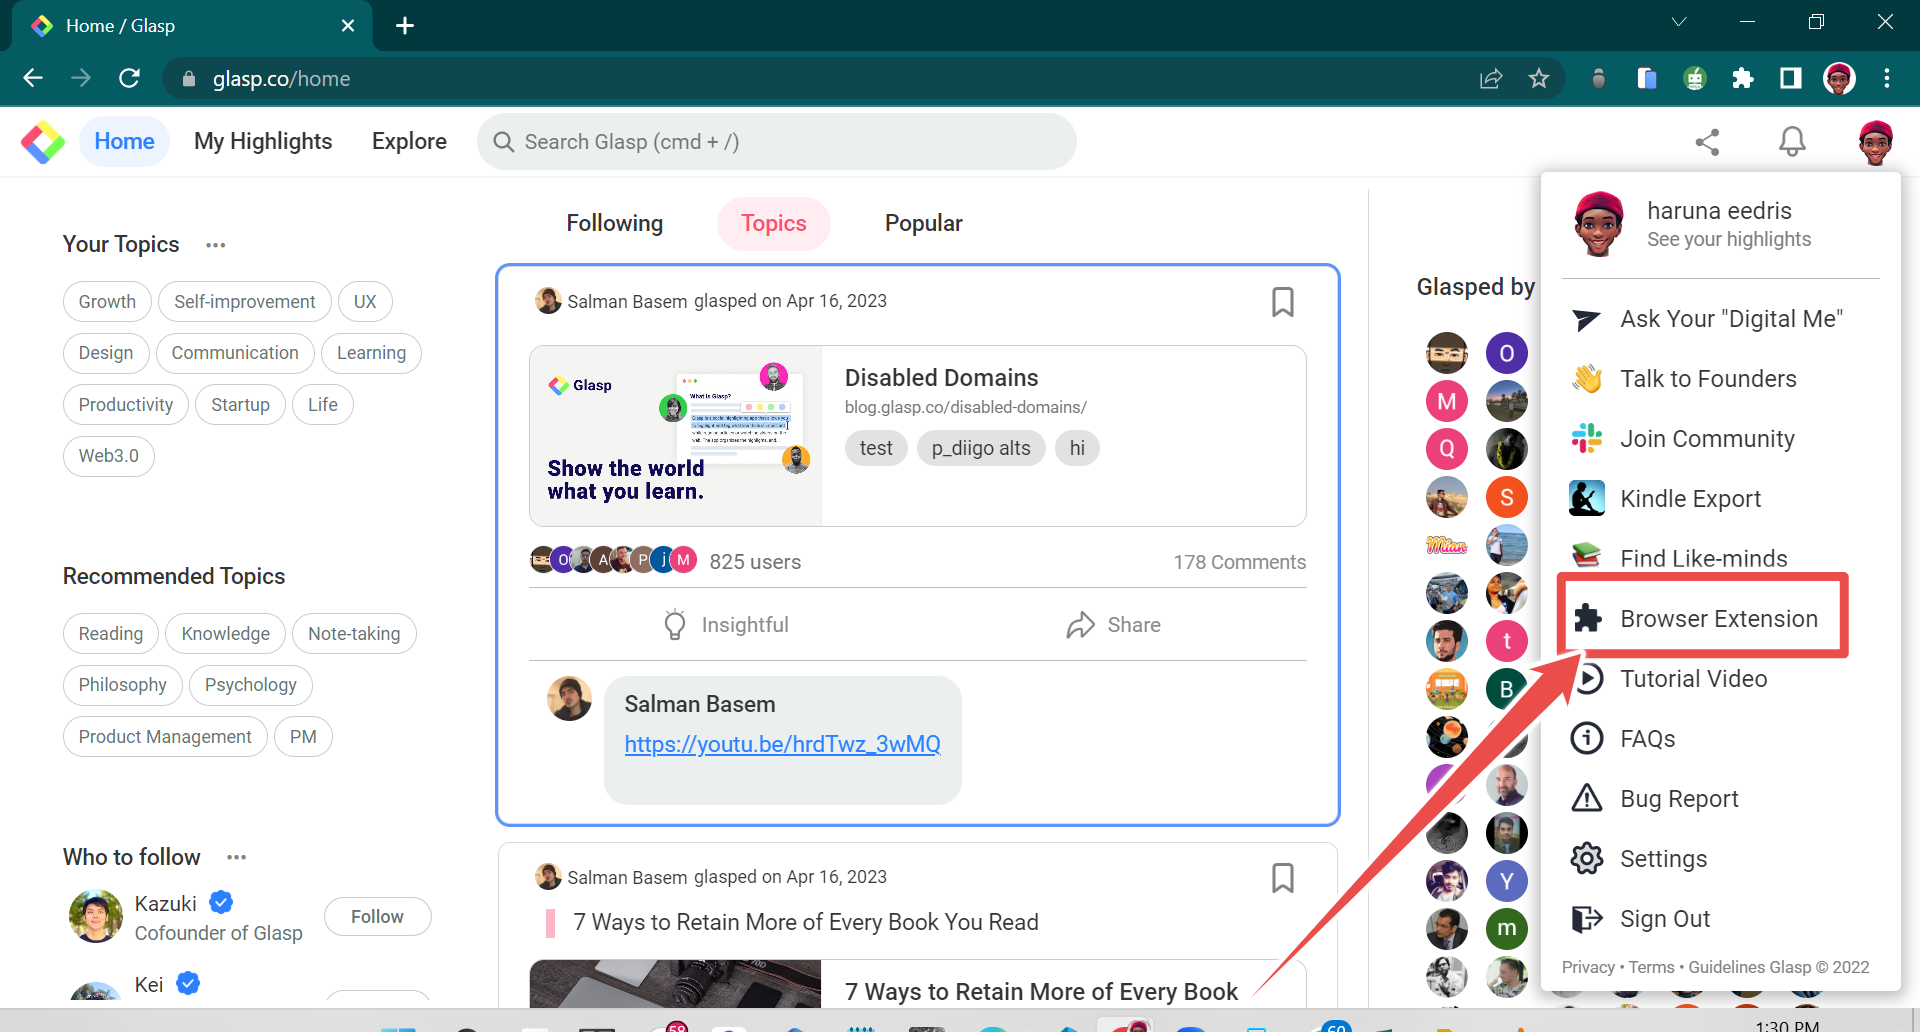 Home / Glasp
glasp.co/home
Home
My Highlights
Explore
Search Glasp (cmd + /)
Your Topics
Growth
Self-improvement
UX
Design
Communication
Learning
Productivity
Startup
Life
Web3.0
Recommended Topics
Reading
Knowledge
Note-taking
Philosophy
Psychology
Product Management
PM
Who to follow
Kazuki
Cofounder of Glasp
Follow
Kei
Following
Topics
Popular
Salman Basem glasped on Apr 16, 2023
Glasp
What is Glasp?
Show the world
what you learn.
Disabled Domains
blog.glasp.co/disabled-domains/
test
p_diigo alts
hi
O
A
P
j
M
825 users
178 Comments
Insightful
Share
Salman Basem
https://youtu.be/hrdTwz_3wMQ
Salman Basem glasped on Apr 16, 2023
7 Ways to Retain More of Every Book You Read
7 Ways to Retain More of Every Book
Glasped by
O
M
Q
S
Mian
t
B
Y
m
haruna eedris
See your highlights
Ask Your "Digital Me"
Talk to Founders
Join Community
Kindle Export
Find Like-minds
Browser Extension
Tutorial Video
FAQs
Bug Report
Settings
Sign Out
Privacy • Terms • Guidelines Glasp © 2022
58
60
1:30 PM